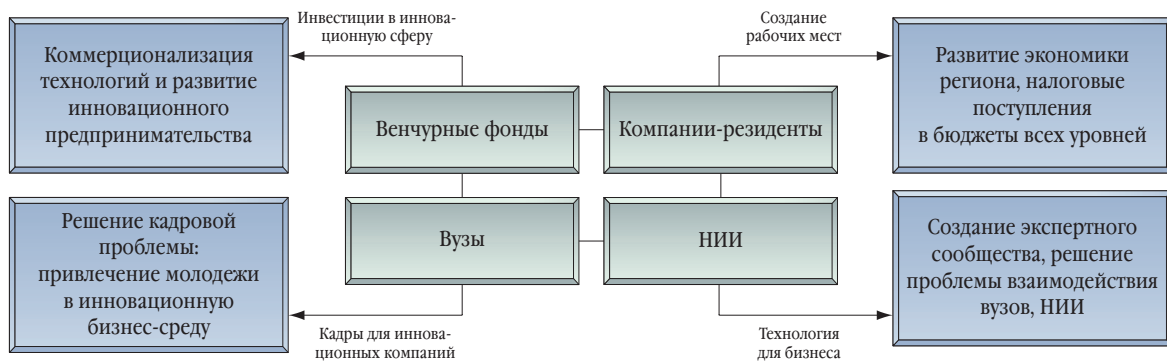 Инвестиции в иннова-
ционную сферу
Создание
рабочих мест
Коммерционализация
технологий и развитие
инновационного
предпринимательства
Венчурные фонды
Компании-резиденты
Развитие экономики
региона, налоговые
поступления
в бюджеты всех уровней
Решение кадровой
проблемы:
привлечение молодежи
в инновационную
бизнес-среду
Вузы
НИИ
Создание экспертного
сообщества, решение
проблемы взаимодействия
вузов, НИИ
Кадры для иннова-
ционных компаний
Технология
для бизнеса